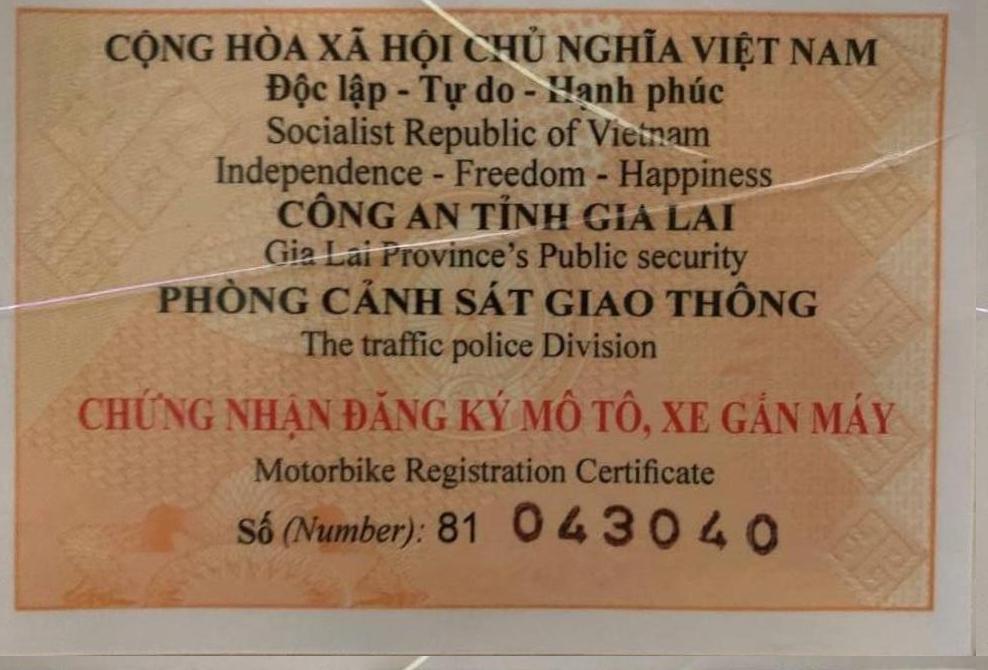 CỘNG HÒA XÃ HỘI CHỦ NGHĨA VIỆT NAM
Độc lập - Tự do - Hạnh phúc
Socialist Republic of Vietnam
Independence - Freedom - Happiness
CÔNG AN TỈNH GIA LAI
Gia Lai Province's Public security
PHÒNG CẢNH SÁT GIAO THÔNG
The traffic police Division
CHỨNG NHẬN ĐĂNG KÝ MÔ TÔ, XE GẮN MÁY
Motorbike Registration Certificate
Số (Number): 81 043040